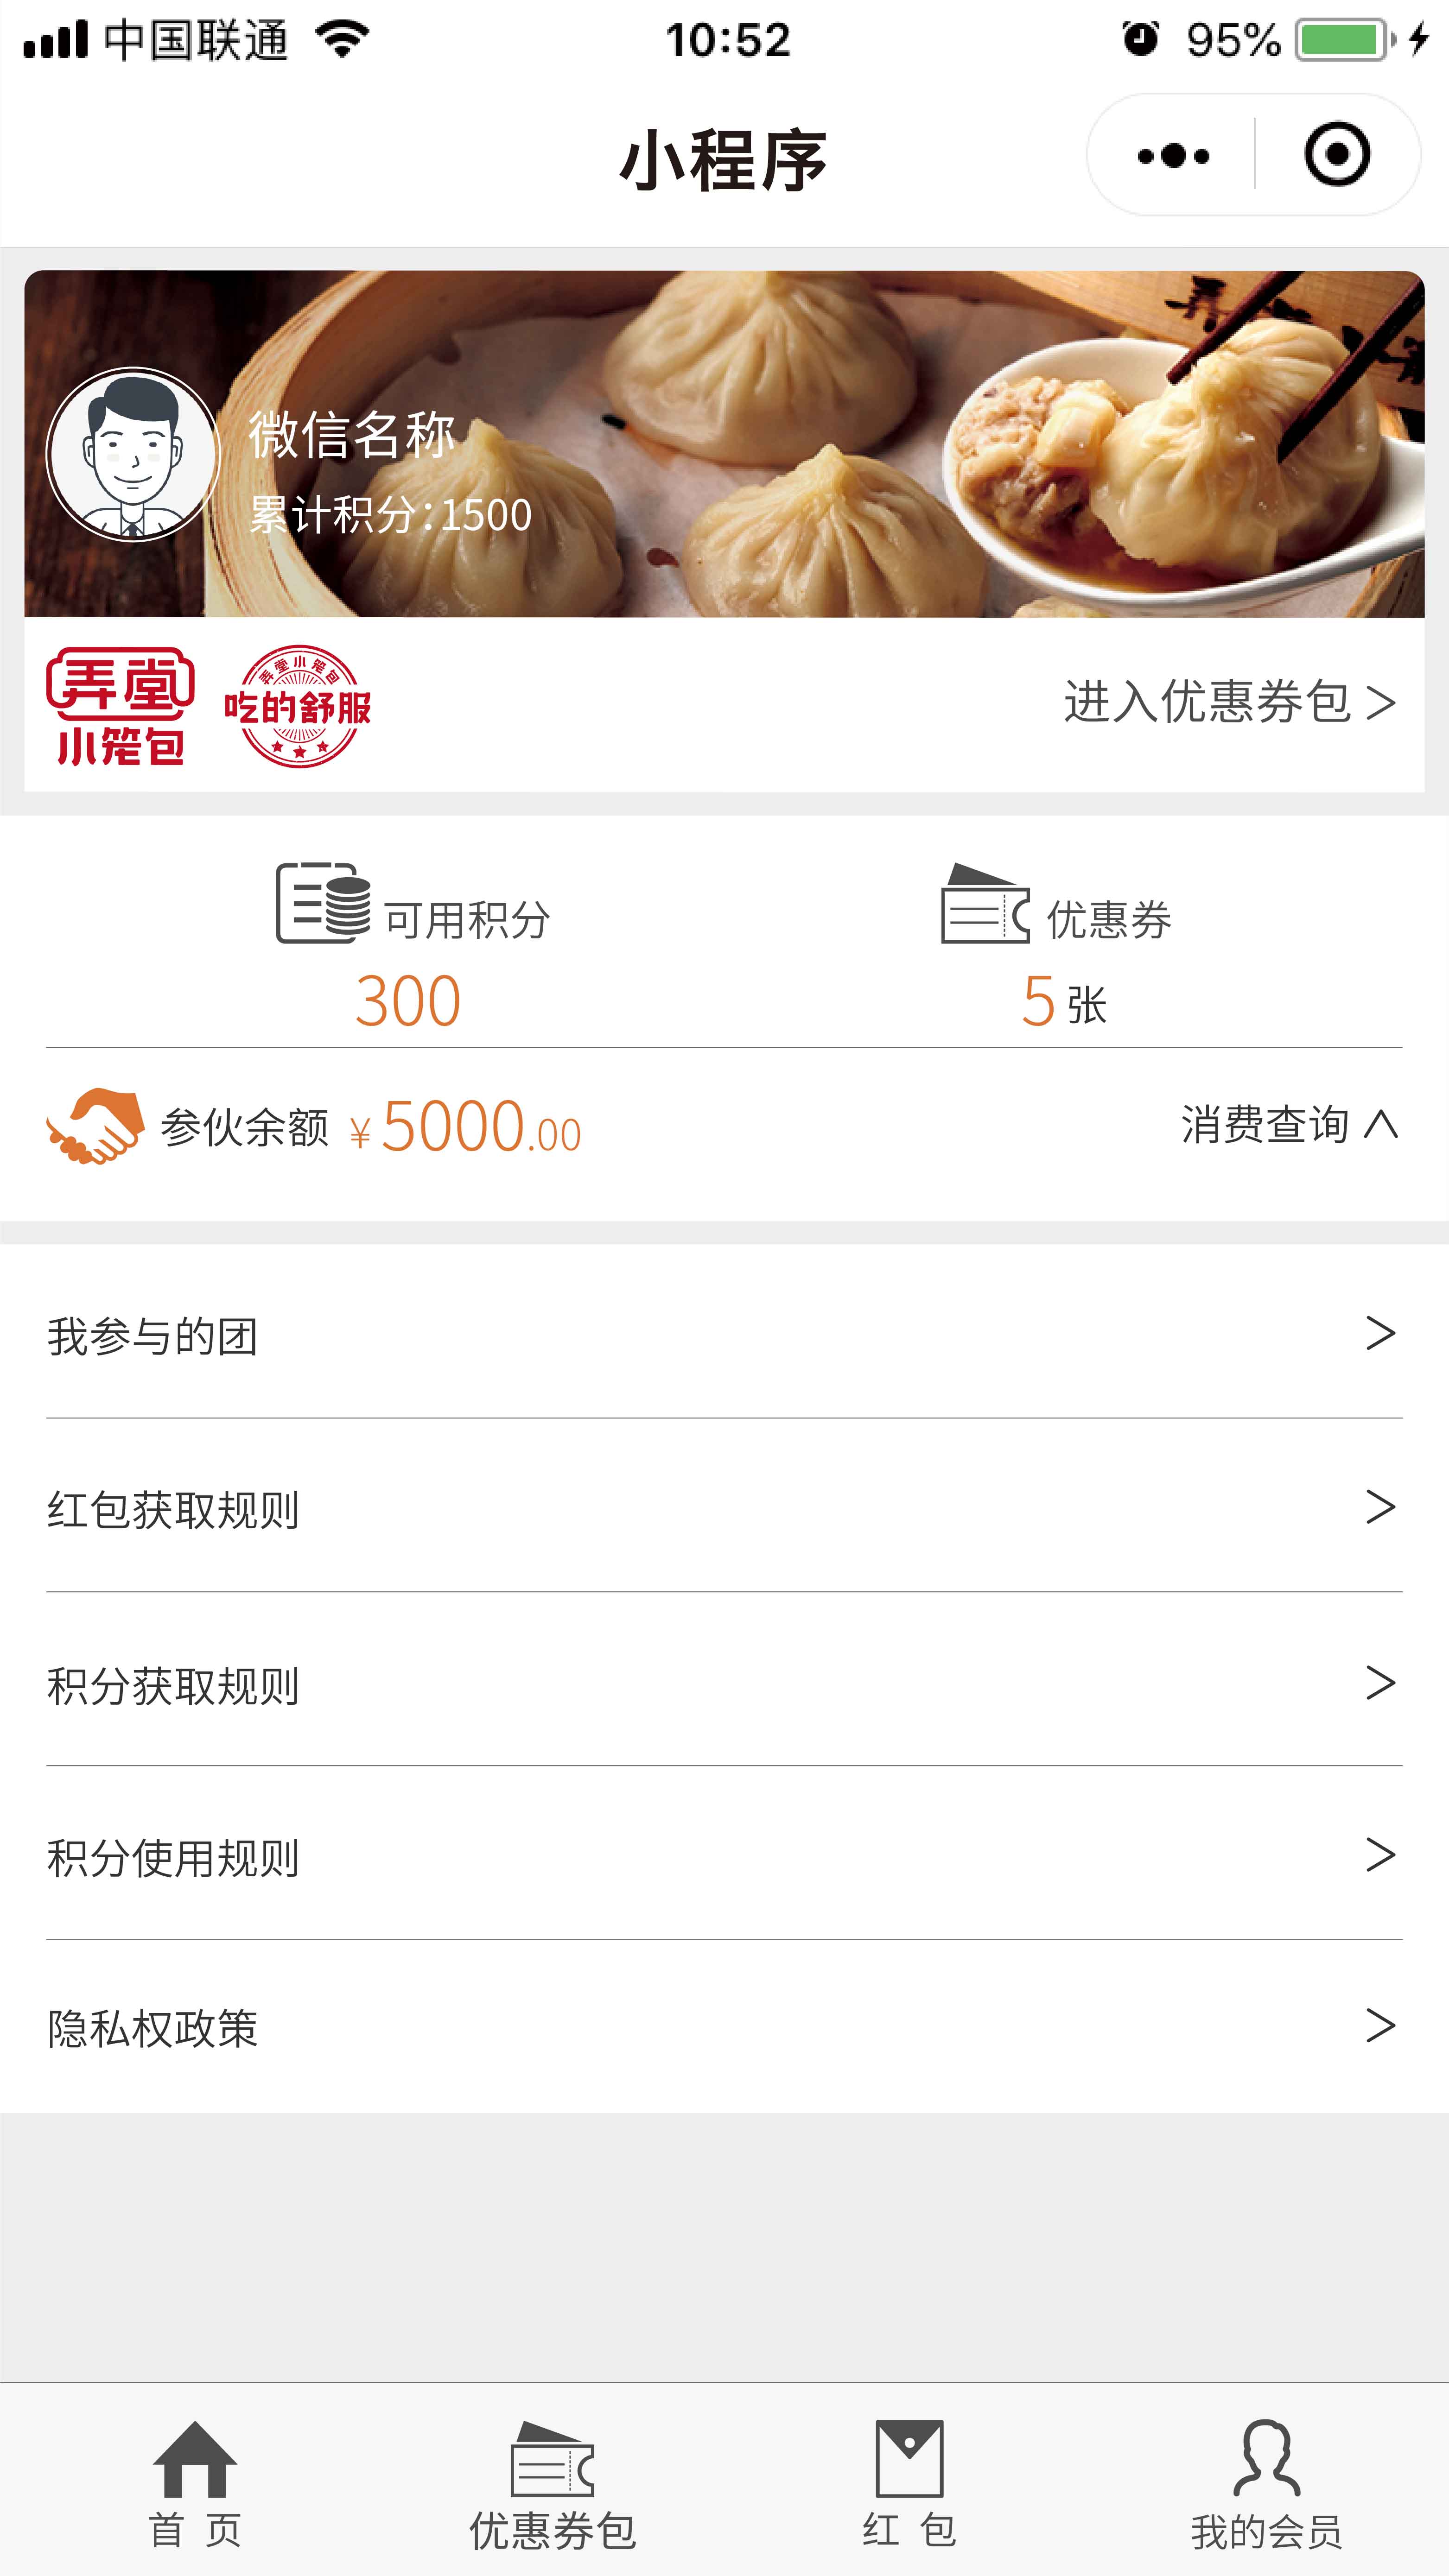 中国联通
10:52
95%
小程序
微信名称
累计积分:1500
弄堂
小笼包
弄堂小笼包
吃的舒服
进入优惠券包 >
可用积分
300
优惠券
5 张
参伙余额 ¥5000.00
消费查询
我参与的团
红包获取规则
积分获取规则
积分使用规则
隐私权政策
首 页
优惠券包
红 包
我的会员